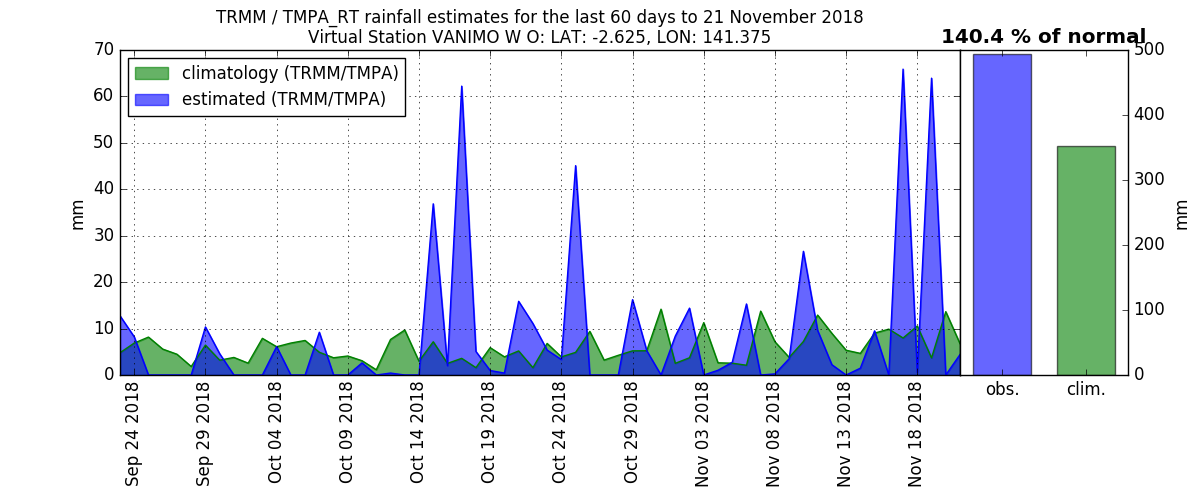 TRMM / TMPA_RT rainfall estimates for the last 60 days to 21 November 2018
Virtual Station VANIMO W O: LAT: -2.625, LON: 141.375
140.4 % of normal
climatology (TRMM/TMPA)
estimated (TRMM/TMPA)
70
60
50
40
30
20
10
0
mm
Sep 24 2018
Sep 29 2018
Oct 04 2018
Oct 09 2018
Oct 14 2018
Oct 19 2018
Oct 24 2018
Oct 29 2018
Nov 03 2018
Nov 08 2018
Nov 13 2018
Nov 18 2018
obs.
clim.
500
400
300
200
100
0
mm